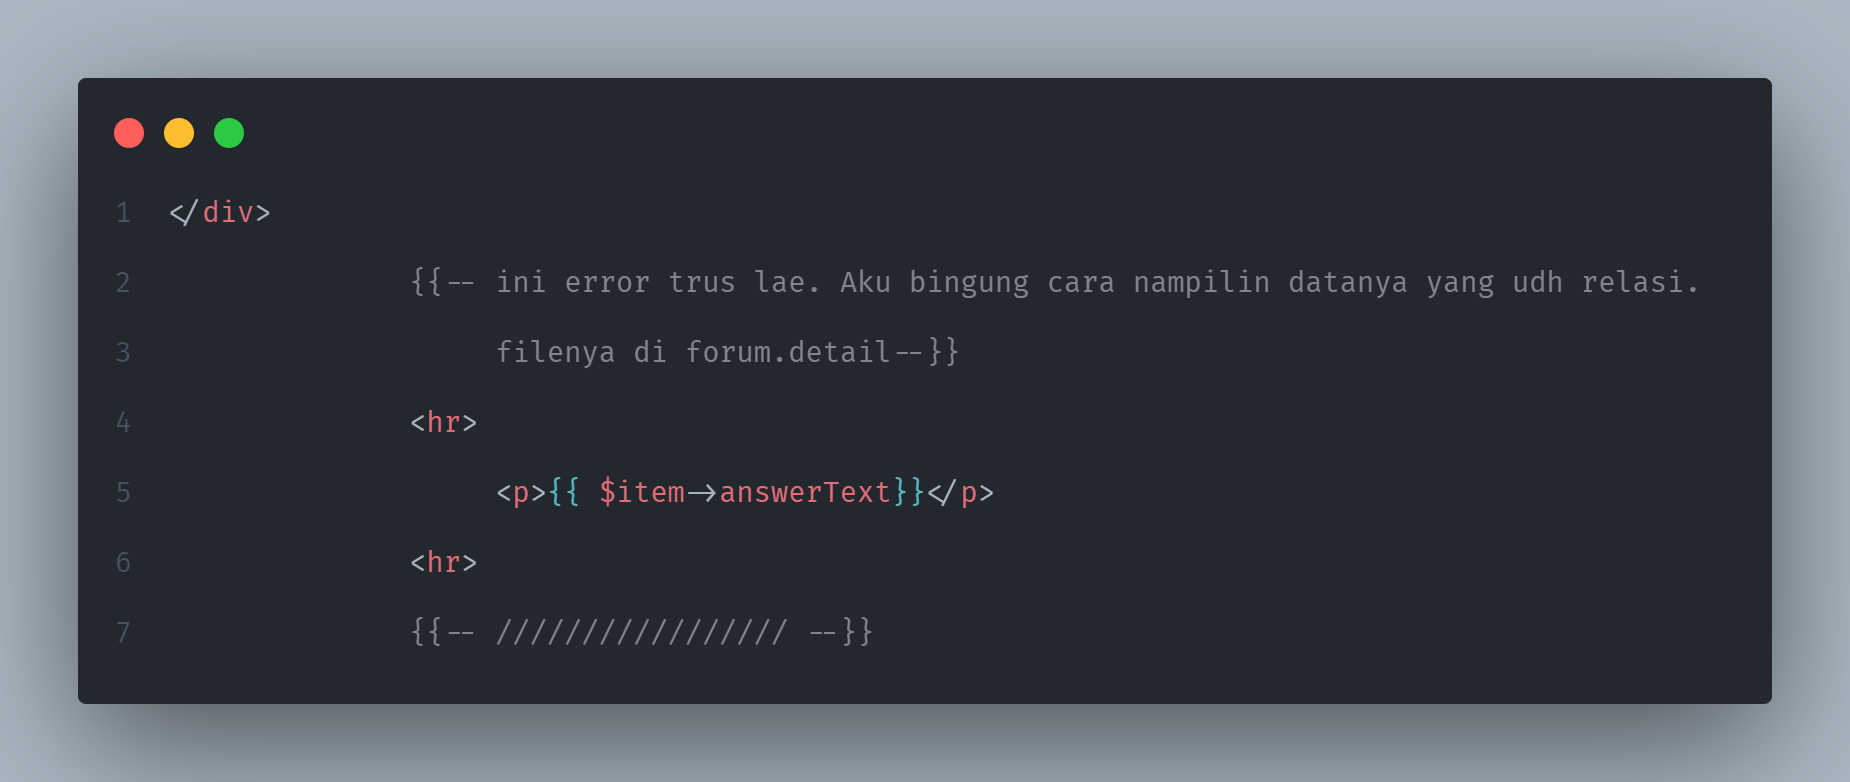 1 </div>
2 {{-- ini error trus lae. Aku bingung cara nampilin datanya yang udh relasi.
3 filenya di forum.detail--}}
4 <hr>
5 <p>{{ $item->answerText}}</p>
6 <hr>
7 {{-- ///////////////// --}}